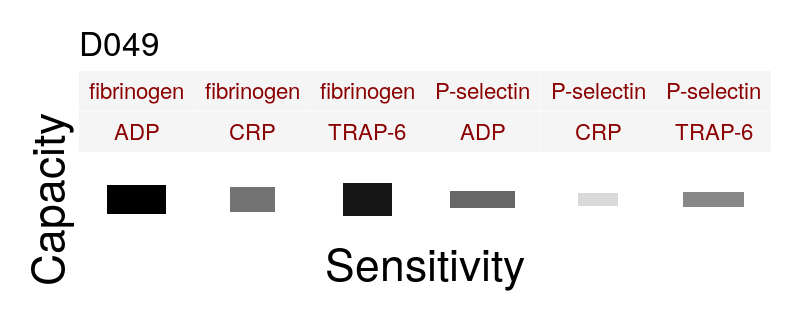 D049
fibrinogen fibrinogen fibrinogen P-selectin P-selectin P-selectin
ADP CRP TRAP-6 ADP CRP TRAP-6
Capacity
Sensitivity